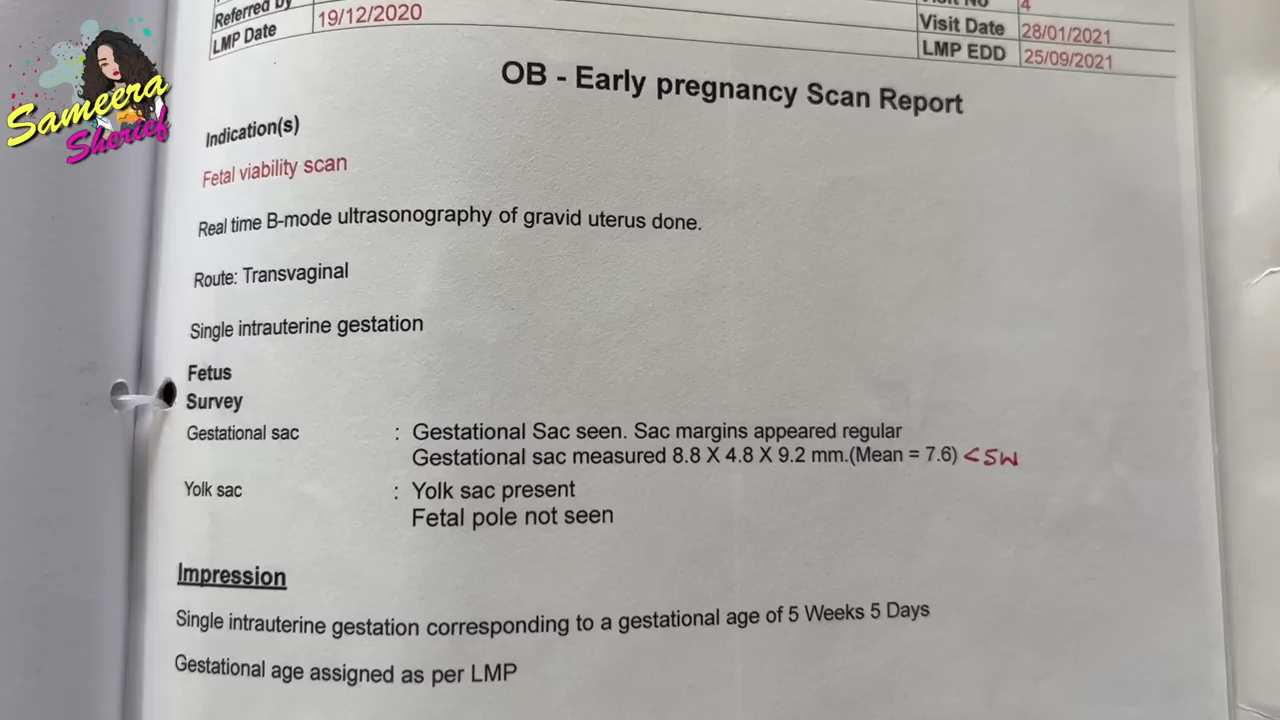 Sameera
Sherief
Referred by
LMP Date 19/12/2020
4
Visit Date 28/01/2021
LMP EDD 25/09/2021
OB - Early pregnancy Scan Report
Indication(s)
Fetal viability scan
Real time B-mode ultrasonography of gravid uterus done.
Route: Transvaginal
Single intrauterine gestation
Fetus
Survey
Gestational sac : Gestational Sac seen. Sac margins appeared regular
Gestational sac measured 8.8 X 4.8 X 9.2 mm.(Mean = 7.6) <5W
Yolk sac : Yolk sac present
Fetal pole not seen
Impression
Single intrauterine gestation corresponding to a gestational age of 5 Weeks 5 Days
Gestational age assigned as per LMP